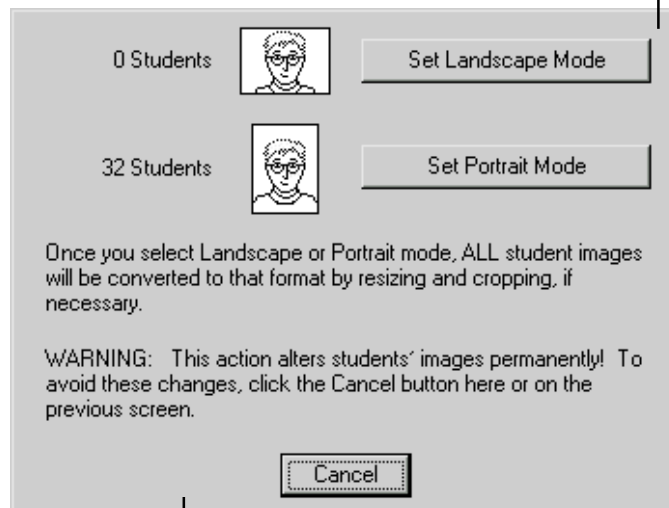 0 Students
Set Landscape Mode
32 Students
Set Portrait Mode
Once you select Landscape or Portrait mode, ALL student images
will be converted to that format by resizing and cropping, if
necessary.
WARNING:   This action alters students' images permanently!  To
avoid these changes, click the Cancel button here or on the
previous screen.
Cancel